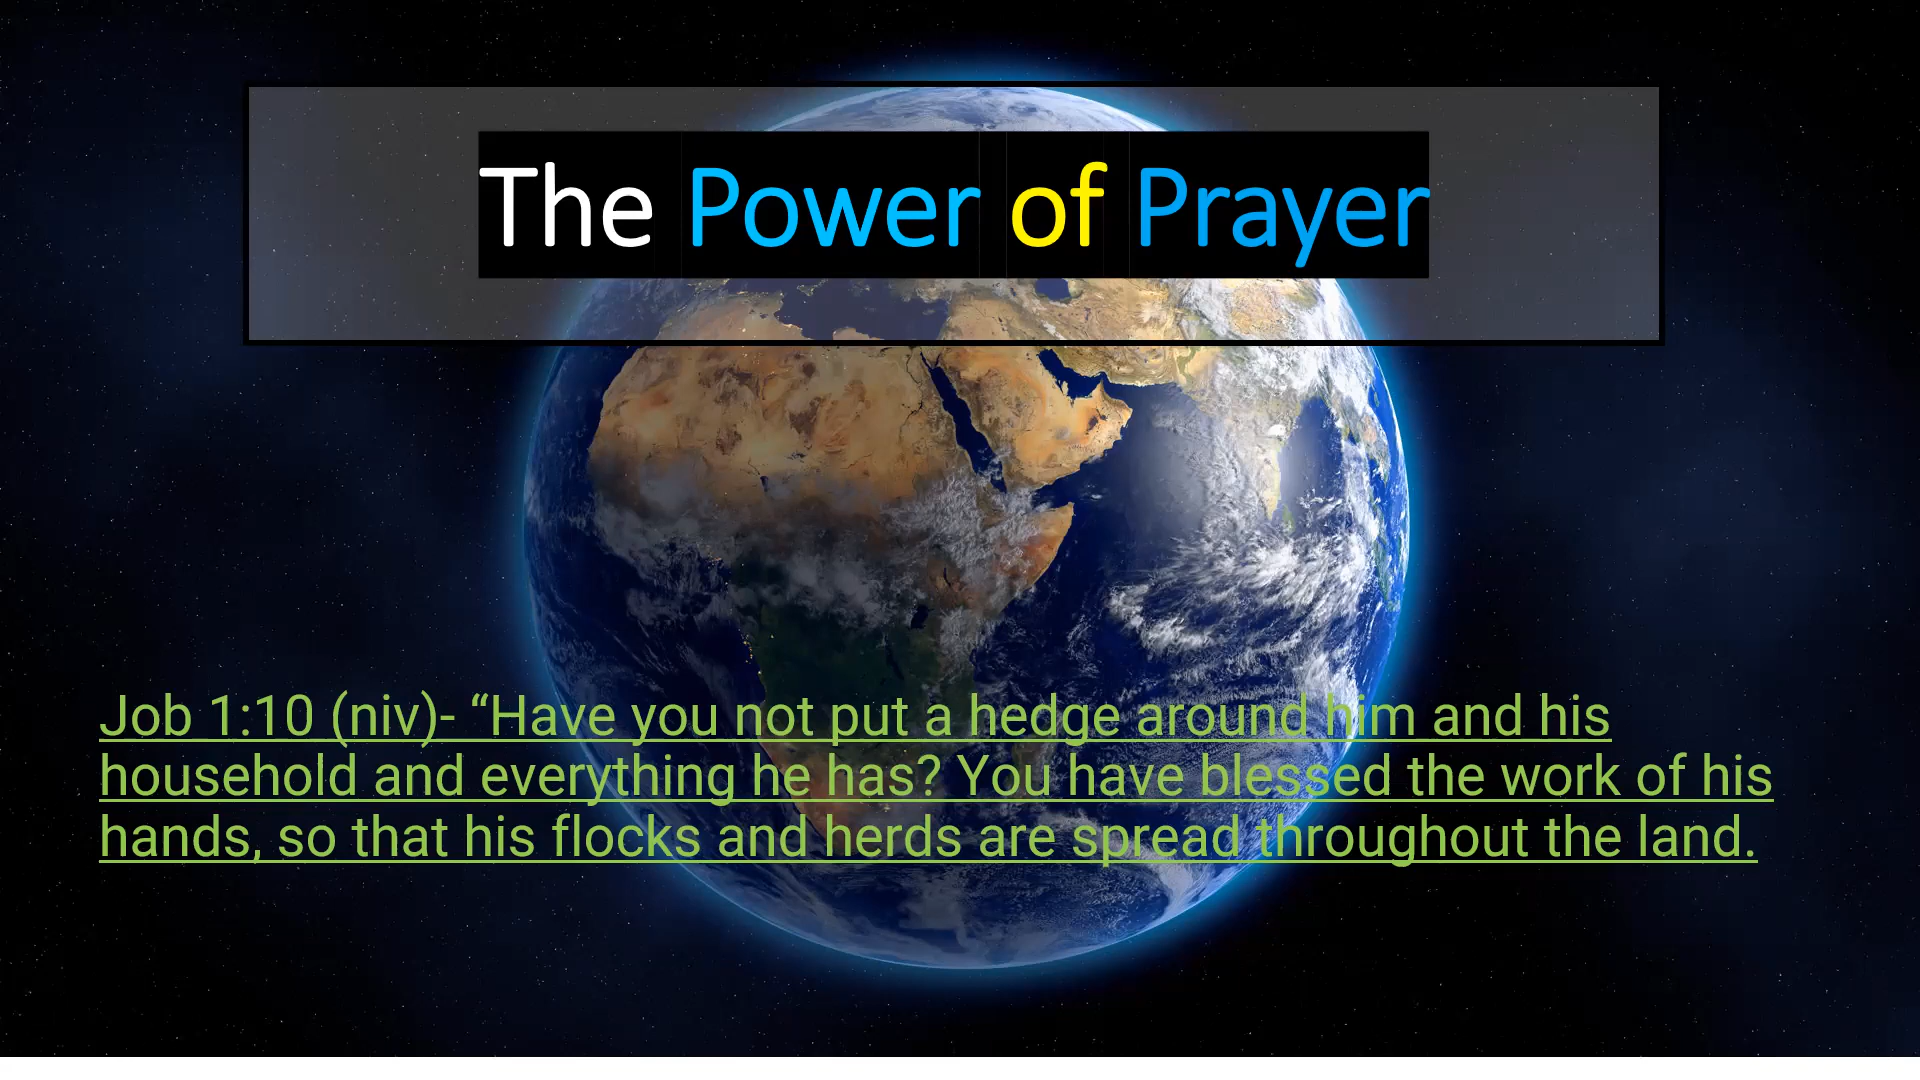 The Power of Prayer
Job 1:10 (niv)- “Have you not put a hedge around him and his
household and everything he has? You have blessed the work of his
hands, so that his flocks and herds are spread throughout the land.